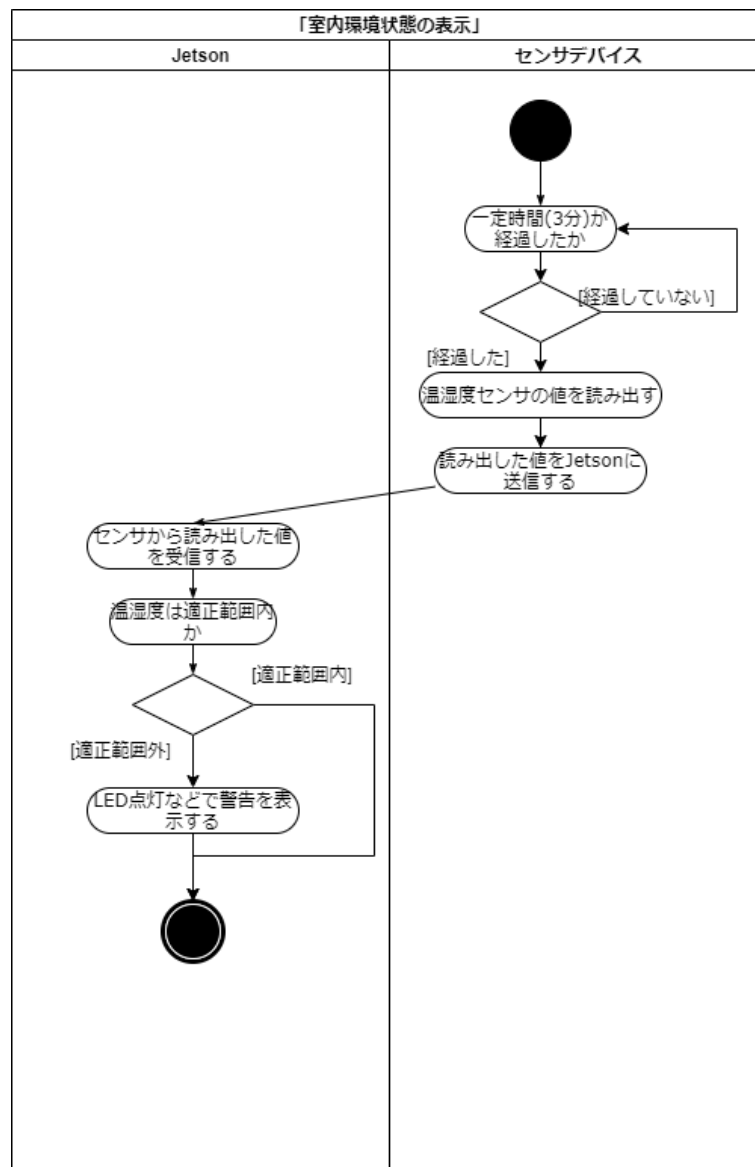 「室内環境状態の表示」
Jetson
センサデバイス
一定時間(3分)が
経過したか
[経過していない]
[経過した]
温湿度センサの値を読み出す
読み出した値をJetsonに
送信する
センサから読み出した値
を受信する
温湿度は適正範囲内
か
[適正範囲内]
[適正範囲外]
LED点灯などで警告を表
示する